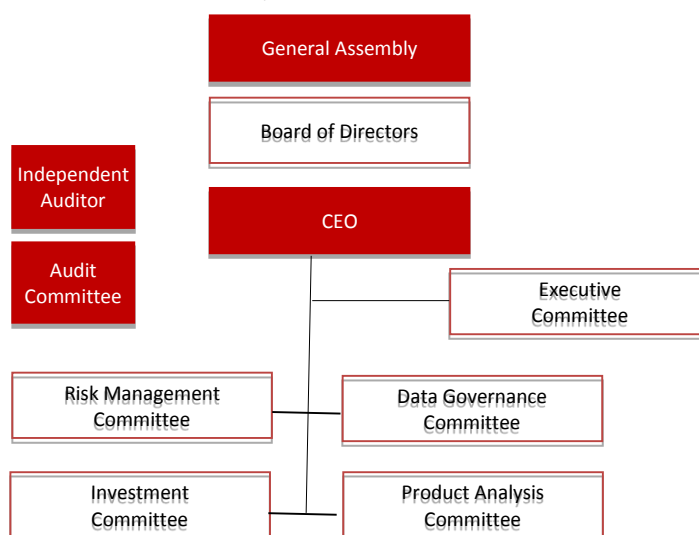 General Assembly
Board of Directors
Independent
Auditor
CEO
Audit
Committee
Executive
Committee
Risk Management
Committee
Data Governance
Committee
Investment
Committee
Product Analysis
Committee